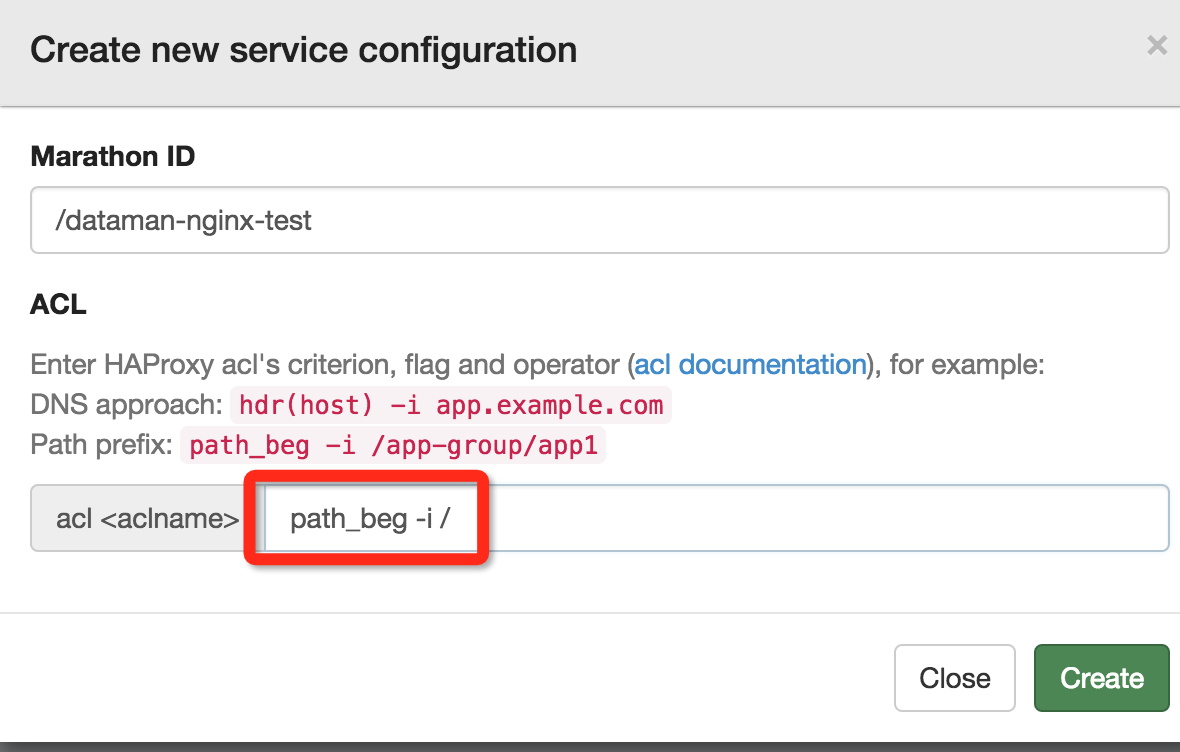 Create new service configuration ×
Marathon ID
/dataman-nginx-test
ACL
Enter HAProxy acl's criterion, flag and operator (acl documentation), for example:
DNS approach: hdr(host) -i app.example.com
Path prefix: path_beg -i /app-group/app1
acl <aclname> path_beg -i /
Close Create